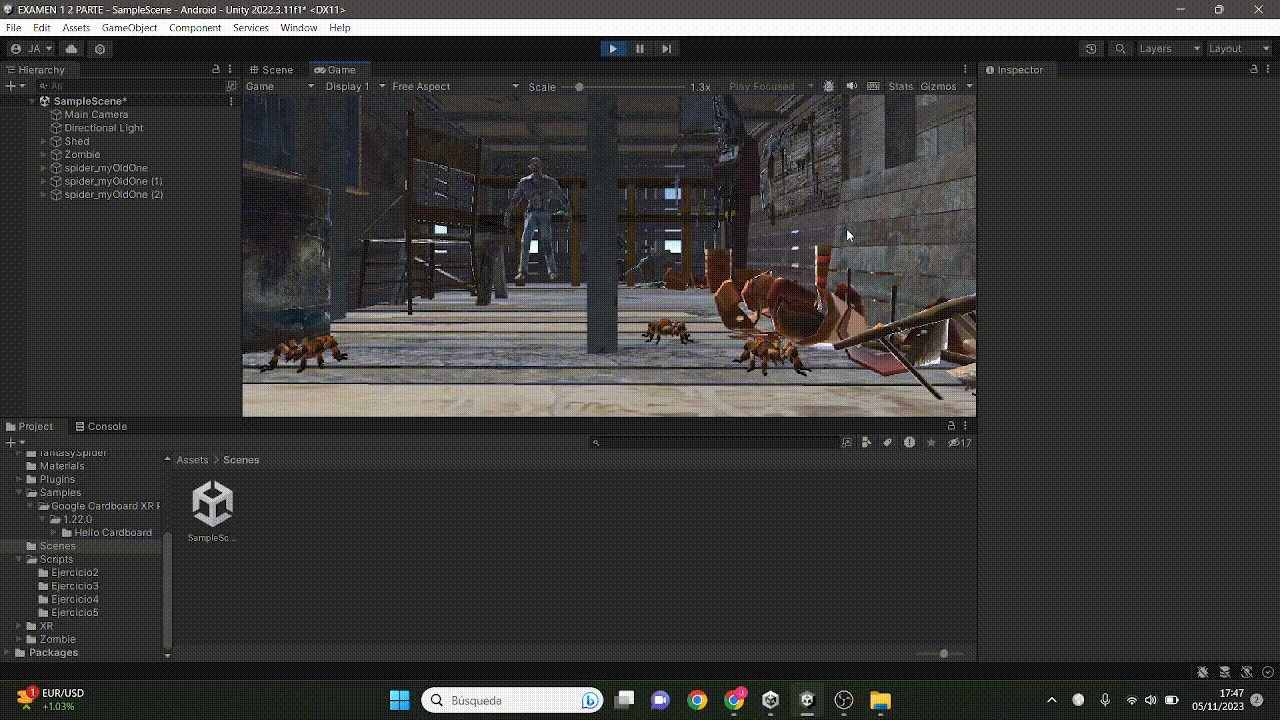 EXAMEN 1 2 PARTE - SampleScene - Android - Unity 2022.3.11f1* <DX11>
File Edit Assets GameObject Component Services Window Help
JA Layers Layout
Hierarchy Scene Game Inspector
All Game Display 1 Free Aspect Scale 1.3x Play Focused Stats Gizmos
SampleScene*
Main Camera
Directional Light
Shed
Zombie
spider_myOldOne
spider_myOldOne (1)
spider_myOldOne (2)
Project Console
17
fantasySpider
Materials
Plugins
Samples
Google Cardboard XR
1.22.0
Hello Cardboard
Scenes
Scripts
Ejercicio2
Ejercicio3
Ejercicio4
Ejercicio5
XR
Zombie
Packages
Assets > Scenes
SampleSc...
1 EUR/USD
+1.03%
Búsqueda
17:47
05/11/2023
2